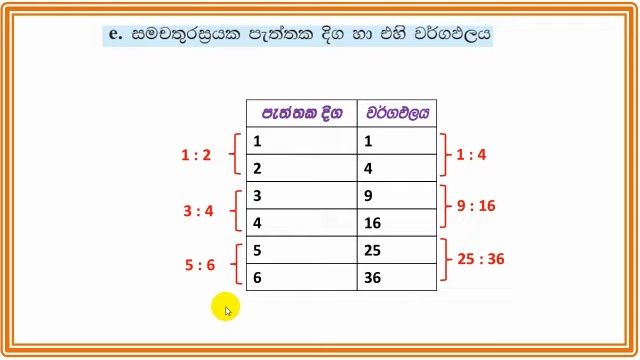 e. සමචතුරස්‍රයක පැත්තක දිග හා එහි වර්ගඵලය
පැත්තක දිග වර්ගඵලය
1 1
1 : 2 1 : 4
2 4
3 9
3 : 4 9 : 16
4 16
5 25
5 : 6 25 : 36
6 36